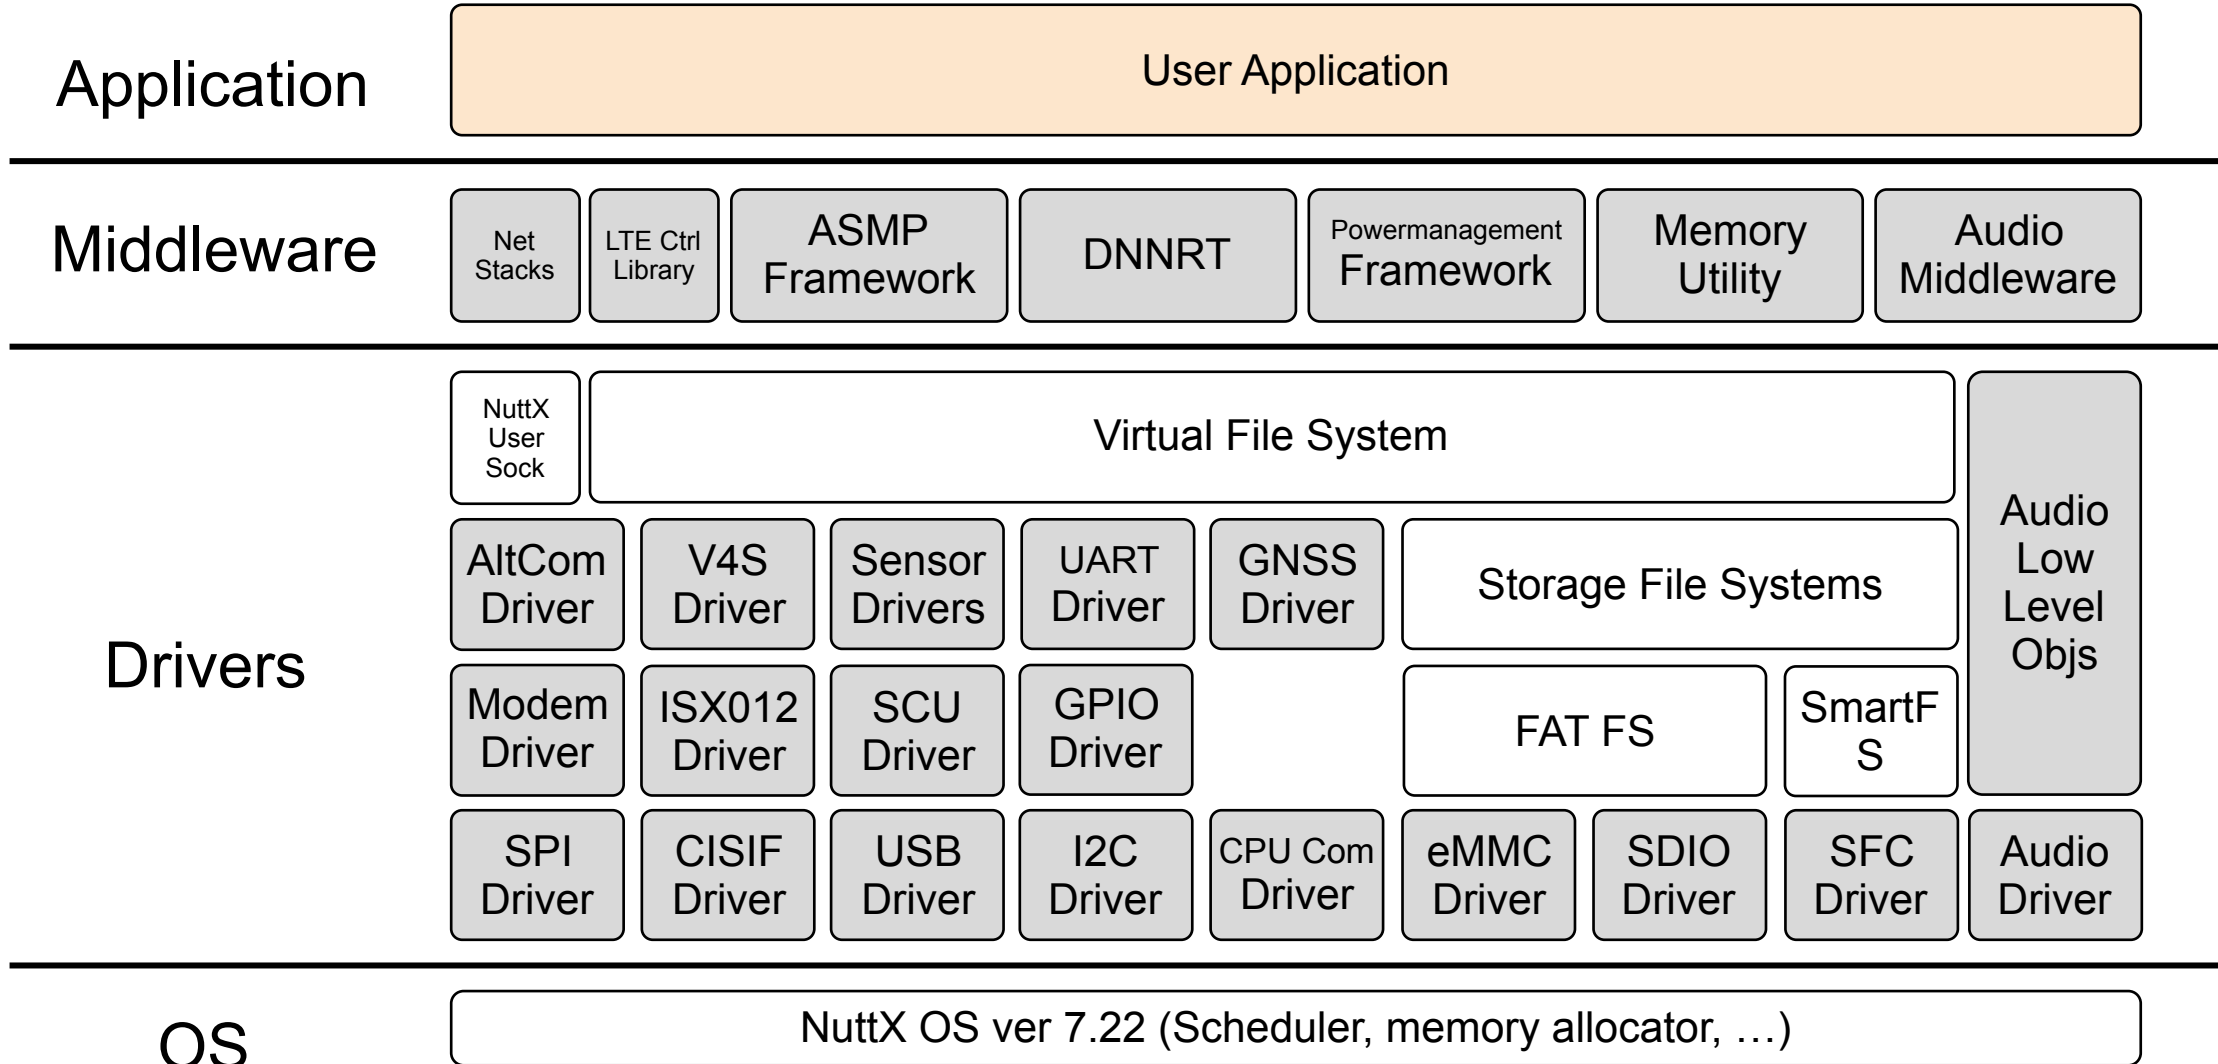 Application
User Application
Middleware
Net
Stacks
LTE Ctrl
Library
ASMP
Framework
DNNRT
Powermanagement
Framework
Memory
Utility
Audio
Middleware
Drivers
NuttX
User
Sock
Virtual File System
Audio
Low
Level
Objs
AltCom
Driver
V4S
Driver
Sensor
Drivers
UART
Driver
GNSS
Driver
Storage File Systems
Modem
Driver
ISX012
Driver
SCU
Driver
GPIO
Driver
FAT FS
SmartF
S
SPI
Driver
CISIF
Driver
USB
Driver
I2C
Driver
CPU Com
Driver
eMMC
Driver
SDIO
Driver
SFC
Driver
Audio
Driver
OS
NuttX OS ver 7.22 (Scheduler, memory allocator, …)